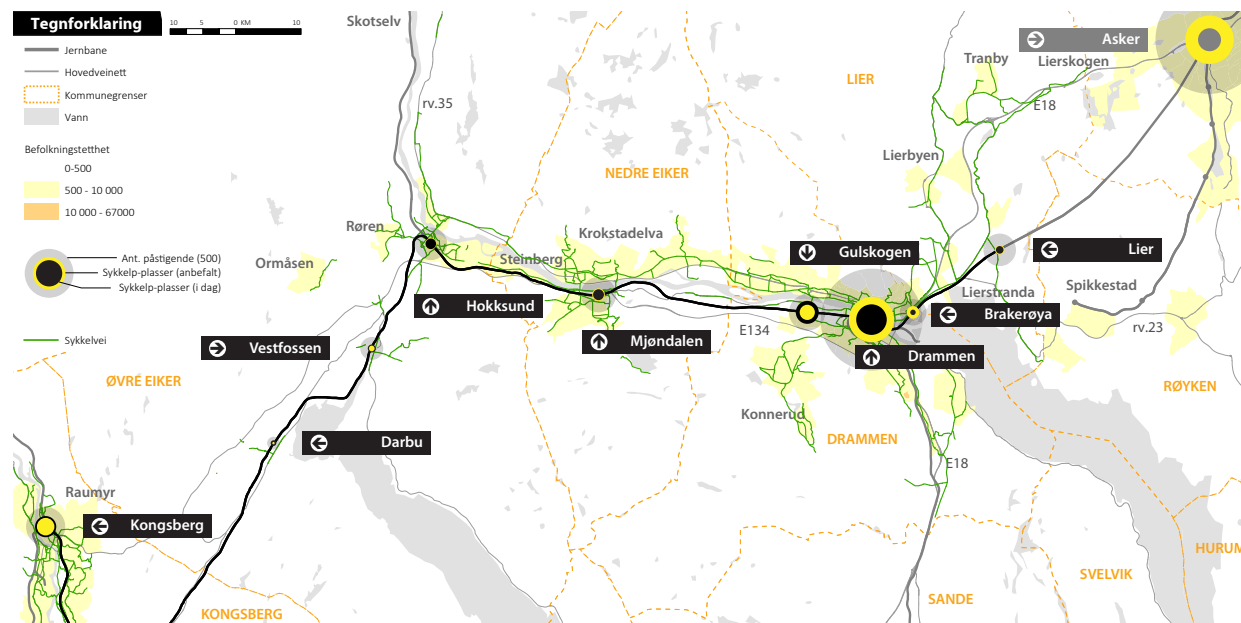 Tegnforklaring
10 5 0 KM 10
Jernbane
Hovedveinett
Kommunegrenser
Vann
Befolkningstetthet
0-500
500 - 10 000
10 000 - 67000
Ant. påstigende (500)
Sykkelp-plasser (anbefalt)
Sykkelp-plasser (i dag)
Sykkelvei
Skotselv
rv.35
Tranby
Lierskogen
Asker
LIER
E18
Lierbyen
NEDRE EIKER
Røren
Krokstadelva
Steinberg
Gulskogen
Lier
Ormåsen
Spikkestad
Lierstranda
Hokksund
Brakerøya
E134
rv.23
Vestfossen
Mjøndalen
Drammen
ØVRE EIKER
RØYKEN
Konnerud
DRAMMEN
Darbu
E18
Raumyr
Kongsberg
HURUM
SVELVIK
SANDE
KONGSBERG